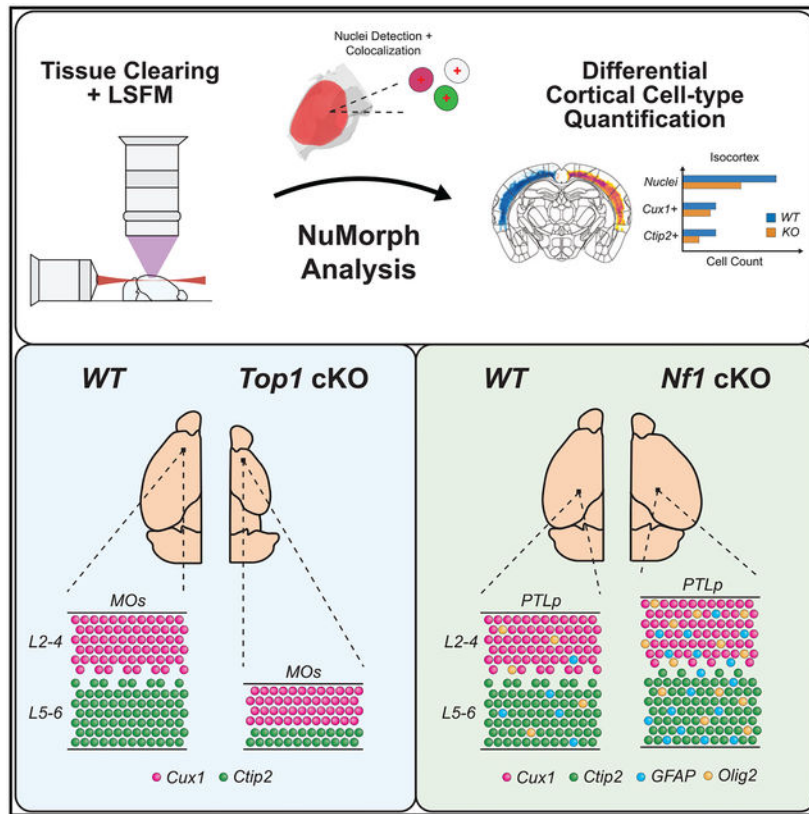 Tissue Clearing
+ LSFM
Nuclei Detection +
Colocalization
NuMorph
Analysis
Differential
Cortical Cell-type
Quantification
Isocortex
Nuclei
Cux1+
Ctip2+
WT
KO
Cell Count
WT
Top1 cKO
MOs
L2-4
L5-6
MOs
Cux1
Ctip2
WT
Nf1 cKO
PTLp
PTLp
L2-4
L5-6
Cux1
Ctip2
GFAP
Olig2